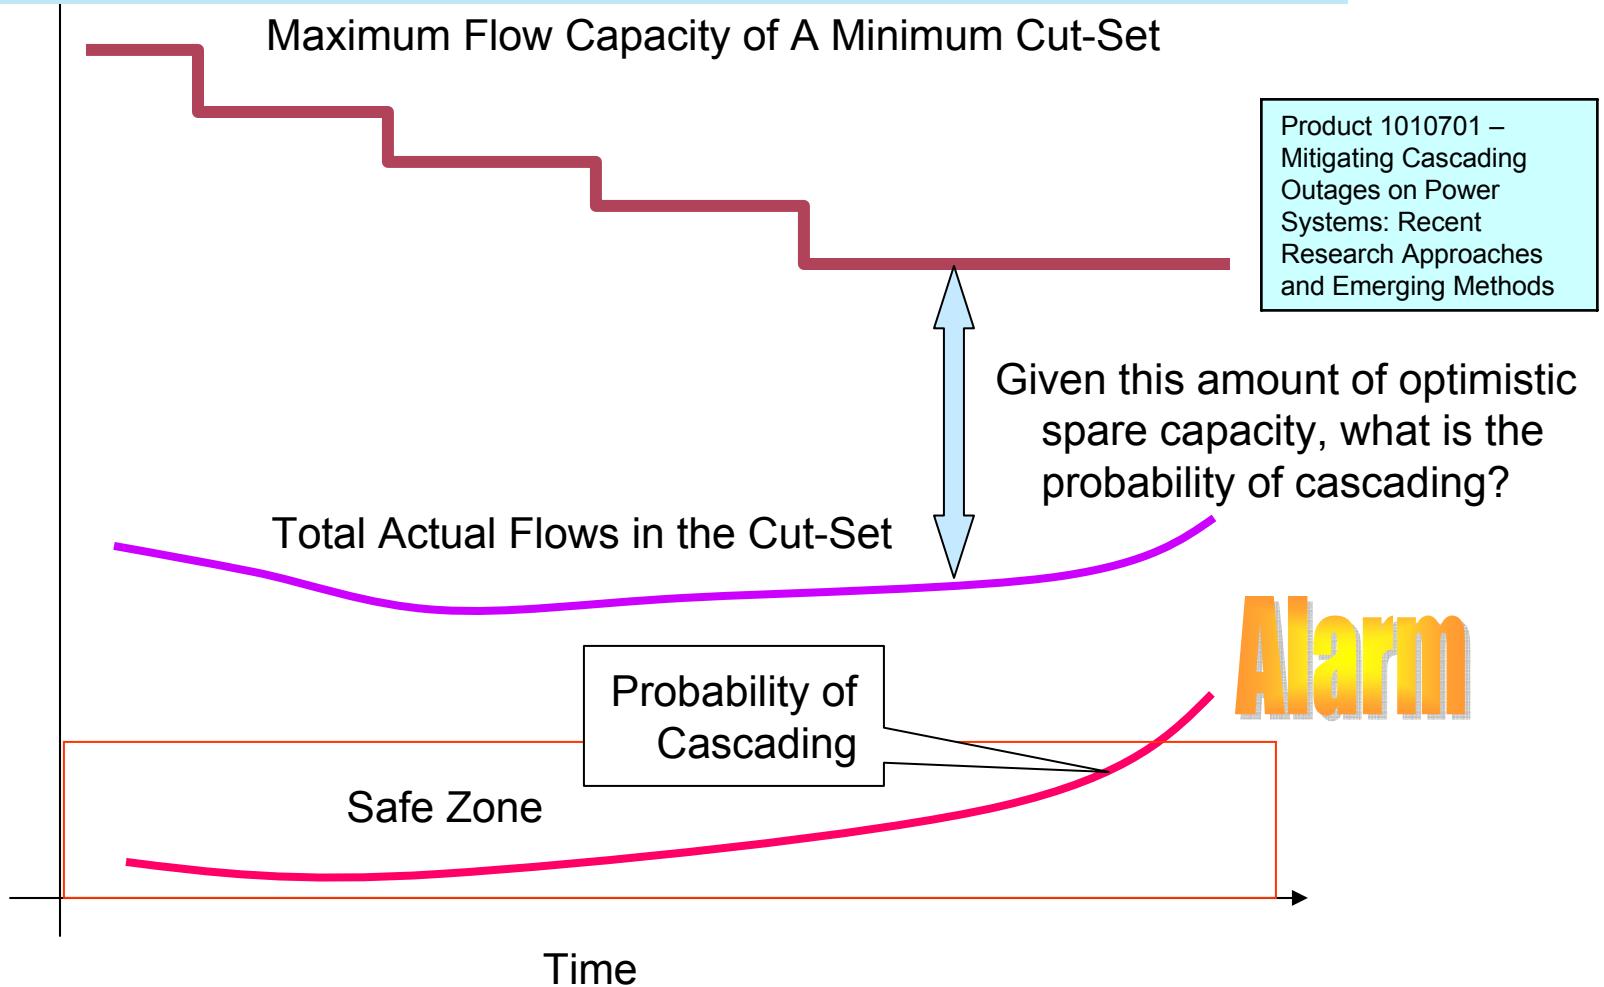 Maximum Flow Capacity of A Minimum Cut-Set
Product 1010701 –
Mitigating Cascading
Outages on Power
Systems: Recent
Research Approaches
and Emerging Methods
Given this amount of optimistic
spare capacity, what is the
probability of cascading?
Total Actual Flows in the Cut-Set
Alarm
Probability of
Cascading
Safe Zone
Time